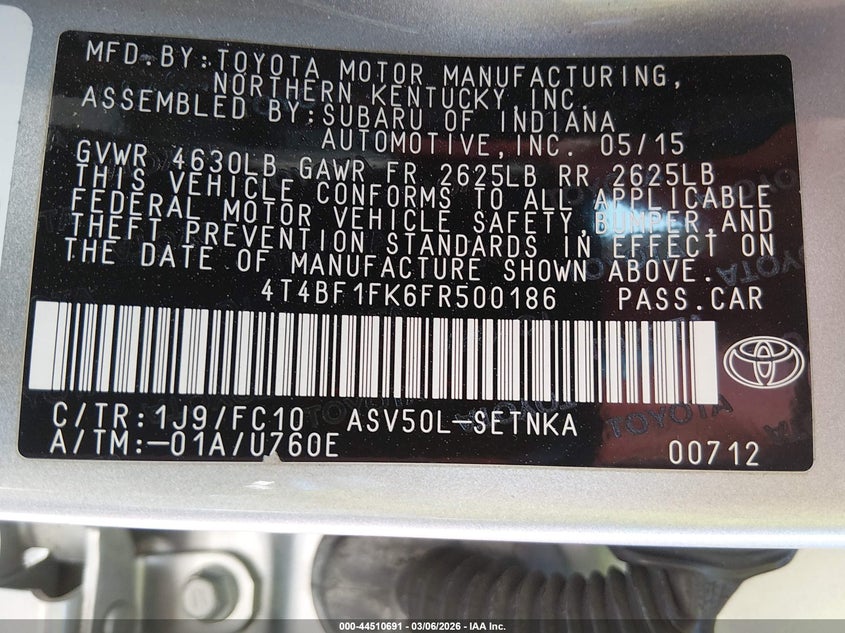 MFD.BY:TOYOTA MOTOR MANUFACTURING,
NORTHERN KENTUCKY,INC.
ASSEMBLED BY:SUBARU OF INDIANA
AUTOMOTIVE,INC. 05/15
GVWR 4630LB GAWR FR 2625LB RR 2625LB
THIS VEHICLE CONFORMS TO ALL APPLICABLE
FEDERAL MOTOR VEHICLE SAFETY,BUMPER,AND
THEFT PREVENTION STANDARDS IN EFFECT ON
THE DATE OF MANUFACTURE SHOWN ABOVE.
4T4BF1FK6FR500186 PASS.CAR
C/TR:1J9/FC10 ASV50L-SETNKA
A/TM:-01A/U760E 00712
TOYOTA
000-44510691 - 03/06/2026 - IAA Inc.